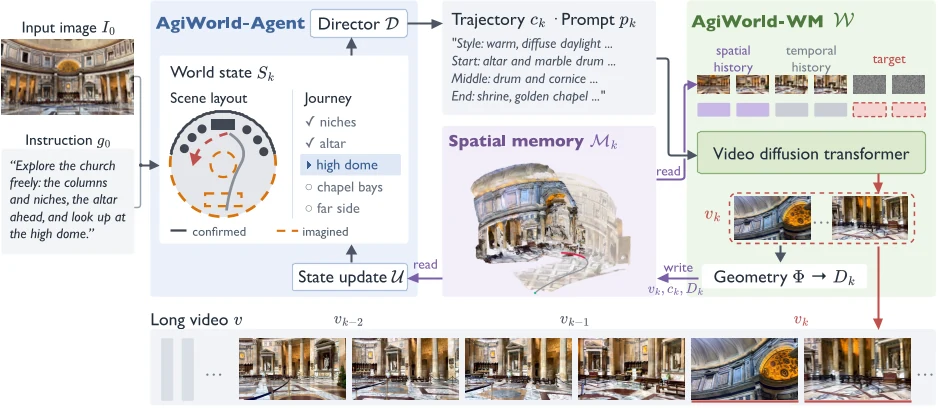 Input image I₀
Instruction g₀
"Explore the church
freely: the columns
and niches, the altar
ahead, and look up at
the high dome."
AgiWorld-Agent
Director 𝒟
World state Sₖ
Scene layout
Journey
✓ niches
✓ altar
high dome
chapel bays
far side
confirmed
imagined
State update 𝒰
Trajectory cₖ · Prompt pₖ
"Style: warm, diffuse daylight ...
Start: altar and marble drum ...
Middle: drum and cornice ...
End: shrine, golden chapel ..."
Spatial memory ℳₖ
read
read
write
vₖ, cₖ, Dₖ
AgiWorld-WM 𝒲
spatial
history
temporal
history
target
Video diffusion transformer
vₖ
...
Geometry Φ → Dₖ
Long video v
vₖ₋₂
vₖ₋₁
vₖ
...
...